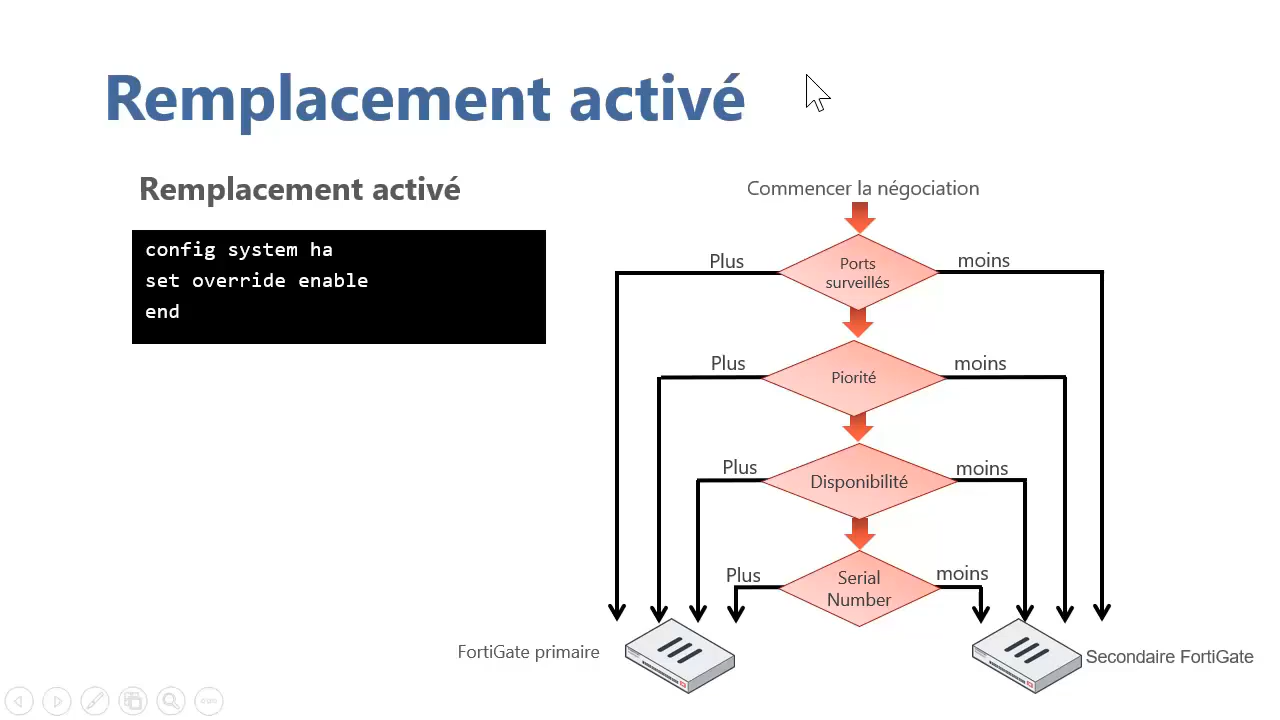 Remplacement activé
Remplacement activé
config system ha
set override enable
end
Commencer la négociation
Plus
Ports
surveillés
moins
Plus
Piorité
moins
Plus
Disponibilité
moins
Plus
Serial
Number
moins
FortiGate primaire
Secondaire FortiGate